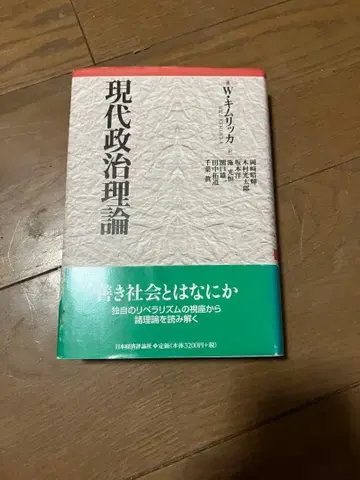 現代政治理論
著
W・キムリッカ
訳
岡﨑晴輝
木村光太郎
坂本洋一
施光恒
関口雄一
田中拓道
千葉眞
善き社会とはなにか
独自のリベラリズムの視座から
諸理論を読み解く
日本経済評論社◆定価(本体3200円+税)